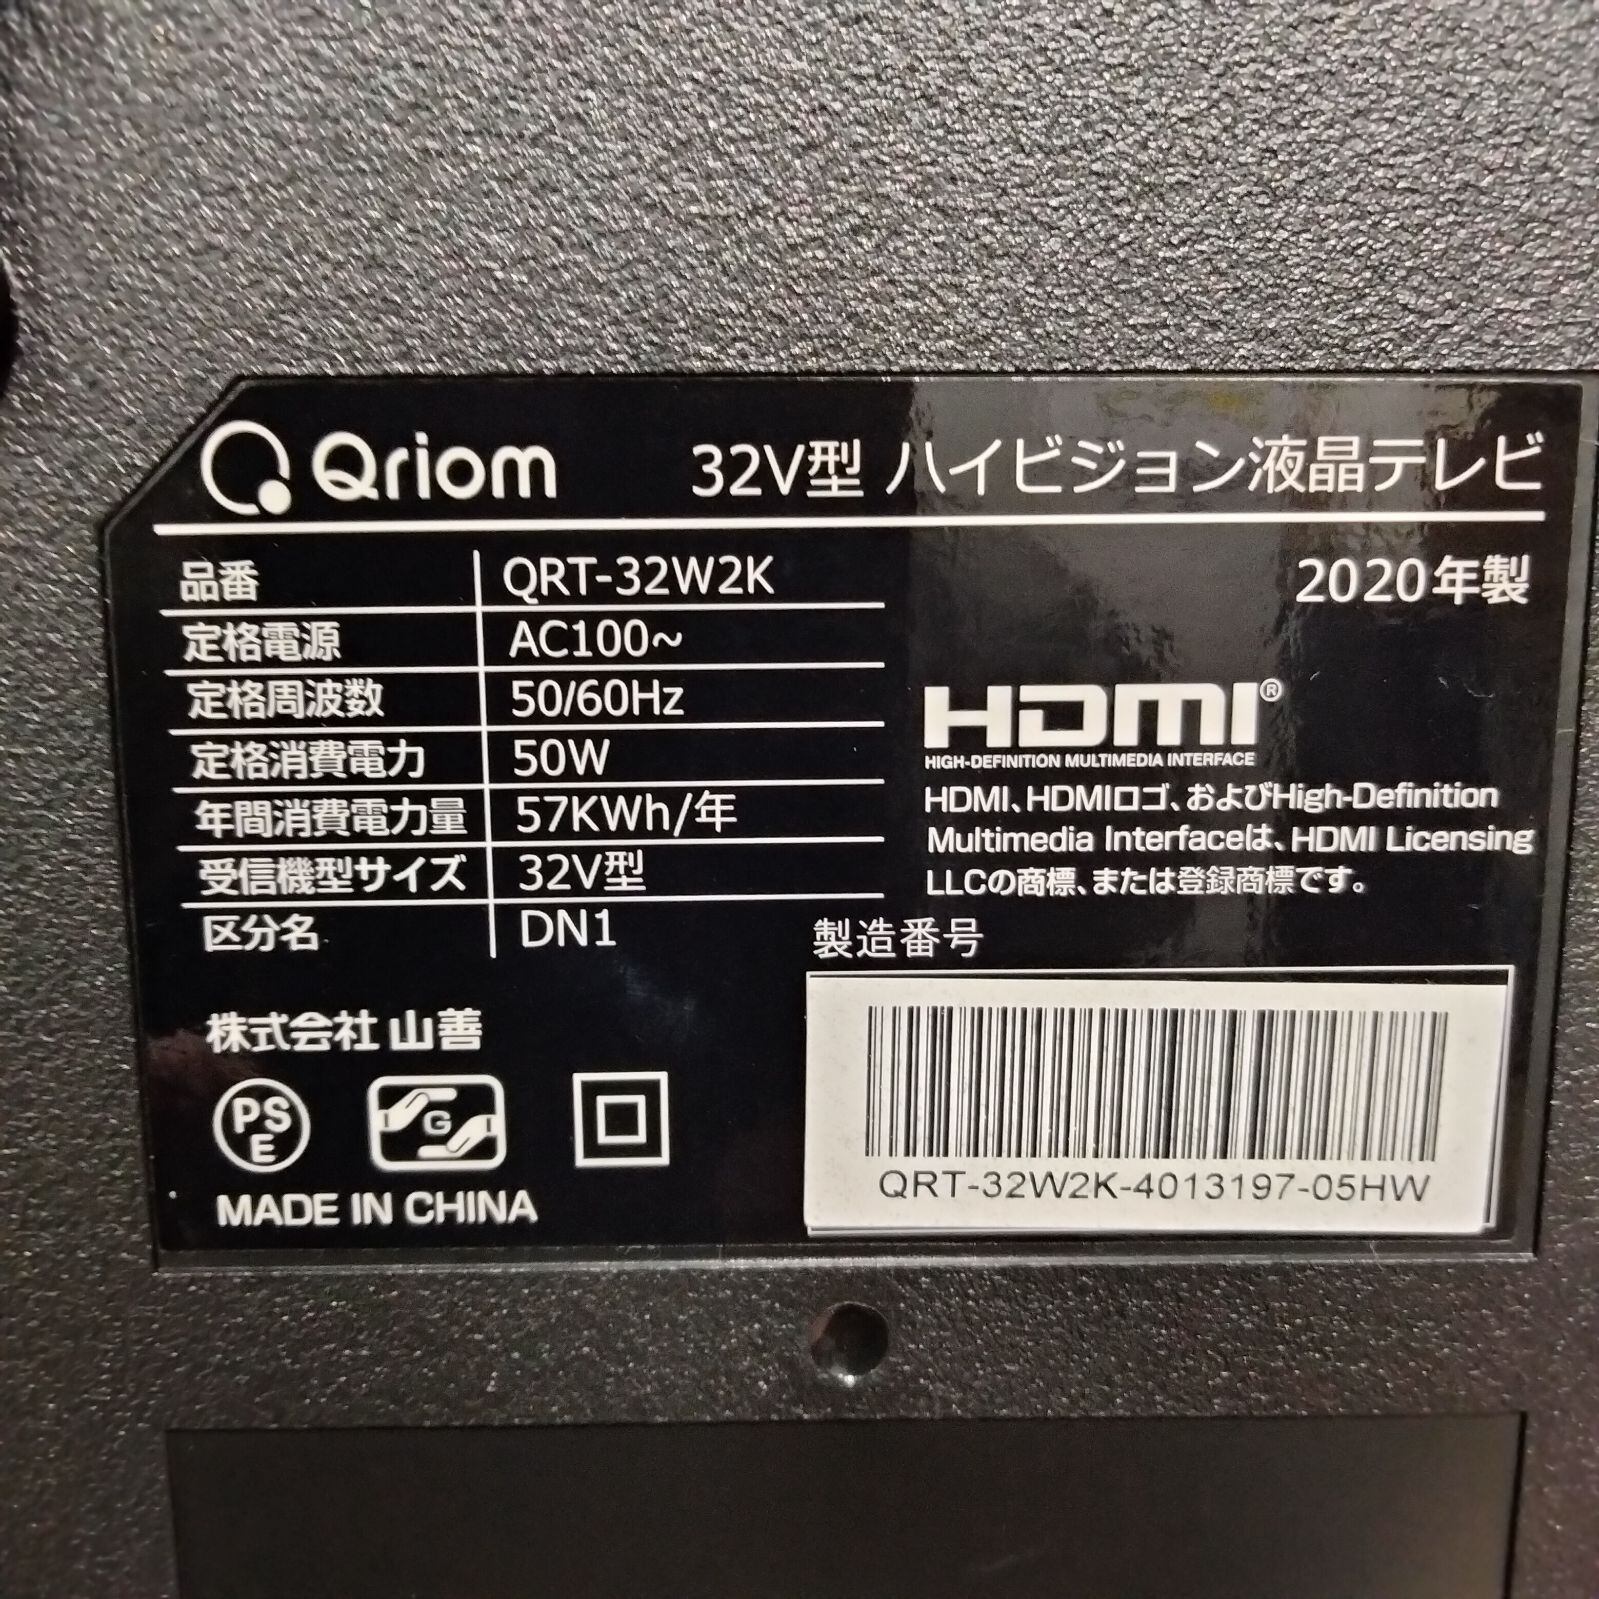 Qriom 32V型 ハイビジョン液晶テレビ
品番 QRT-32W2K
2020年製
定格電源 AC100~
定格周波数 50/60Hz
定格消費電力 50W
年間消費電力量 57KWh/年
受信機型サイズ 32V型
区分名 DN1
HDMI®
HIGH-DEFINITION MULTIMEDIA INTERFACE
HDMI、HDMIロゴ、およびHigh-Definition
Multimedia Interfaceは、HDMI Licensing
LLCの商標、または登録商標です。
製造番号
QRT-32W2K-4013197-05HW
株式会社 山善
PS
E
G
MADE IN CHINA